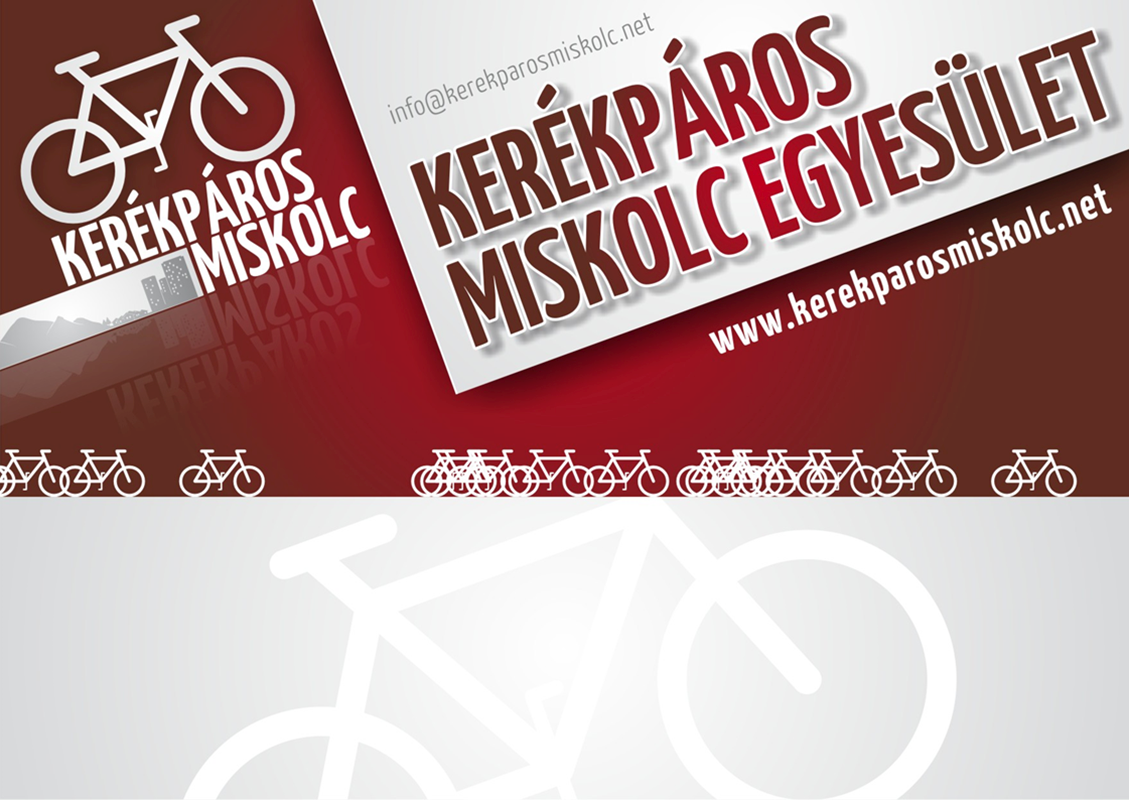 info@kerekparosmiskolc.net
KERÉKPÁROS
MISKOLC EGYESÜLET
www.kerekparosmiskolc.net
KERÉKPÁROS
MISKOLC